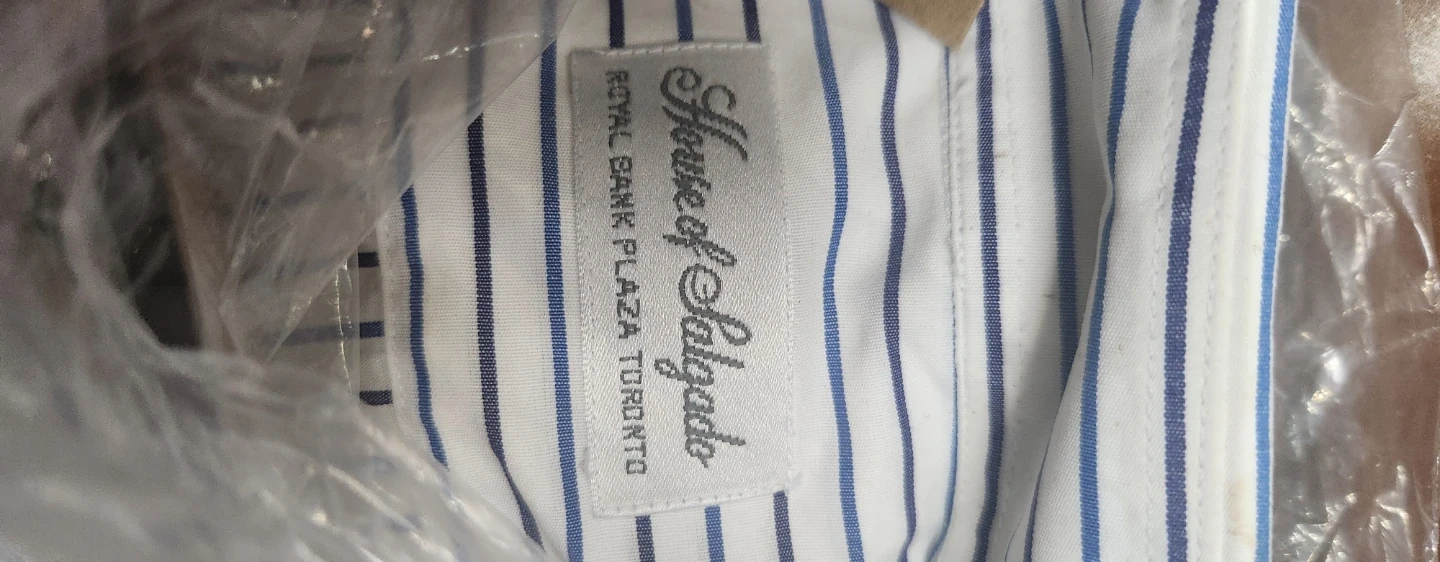 House of Salgado
ROYAL BANK PLAZA TORONTO